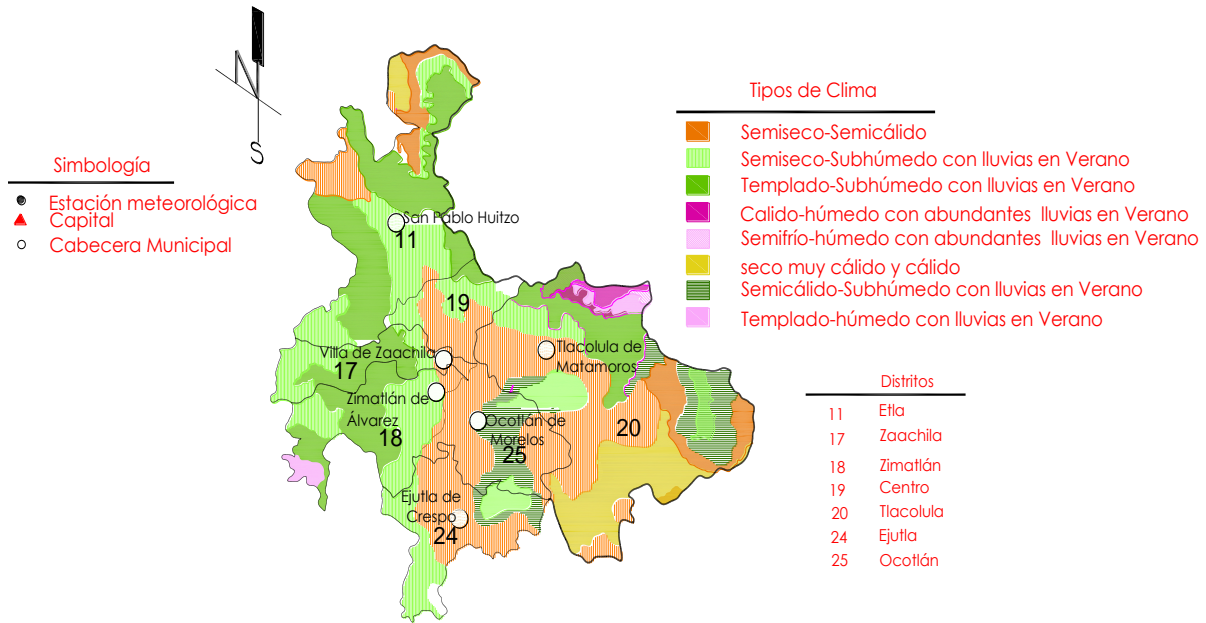 N
S
Simbología
Estación meteorológica
Capital
Cabecera Municipal
San Pablo Huitzo
11
19
Villa de Zaachila
17
Tlacolula de
Matamoros
Zimatlán de
Álvarez
18
Ocotlán de
Morelos
25
20
Ejutla de
Crespo
24
Tipos de Clima
Semiseco-Semicálido
Semiseco-Subhúmedo con lluvias en Verano
Templado-Subhúmedo con lluvias en Verano
Calido-húmedo con abundantes lluvias en Verano
Semifrío-húmedo con abundantes lluvias en Verano
seco muy cálido y cálido
Semicálido-Subhúmedo con lluvias en Verano
Templado-húmedo con lluvias en Verano
Distritos
11 Etla
17 Zaachila
18 Zimatlán
19 Centro
20 Tlacolula
24 Ejutla
25 Ocotlán